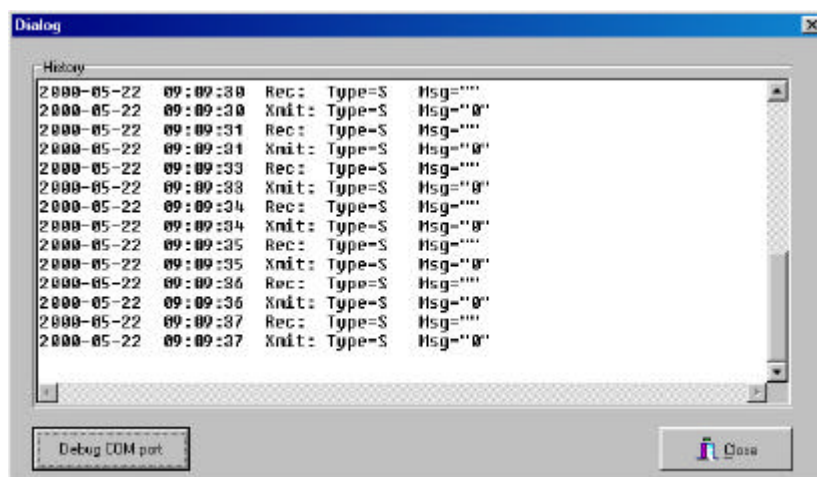 Dialog
History
2000-05-22 09:09:30 Rec: Type=S Msg=""
2000-05-22 09:09:30 Xmit: Type=S Msg="0"
2000-05-22 09:09:31 Rec: Type=S Msg=""
2000-05-22 09:09:31 Xmit: Type=S Msg="0"
2000-05-22 09:09:33 Rec: Type=S Msg=""
2000-05-22 09:09:33 Xmit: Type=S Msg="0"
2000-05-22 09:09:34 Rec: Type=S Msg=""
2000-05-22 09:09:34 Xmit: Type=S Msg="0"
2000-05-22 09:09:35 Rec: Type=S Msg=""
2000-05-22 09:09:35 Xmit: Type=S Msg="0"
2000-05-22 09:09:36 Rec: Type=S Msg=""
2000-05-22 09:09:36 Xmit: Type=S Msg="0"
2000-05-22 09:09:37 Rec: Type=S Msg=""
2000-05-22 09:09:37 Xmit: Type=S Msg="0"
Debug COM port
Close